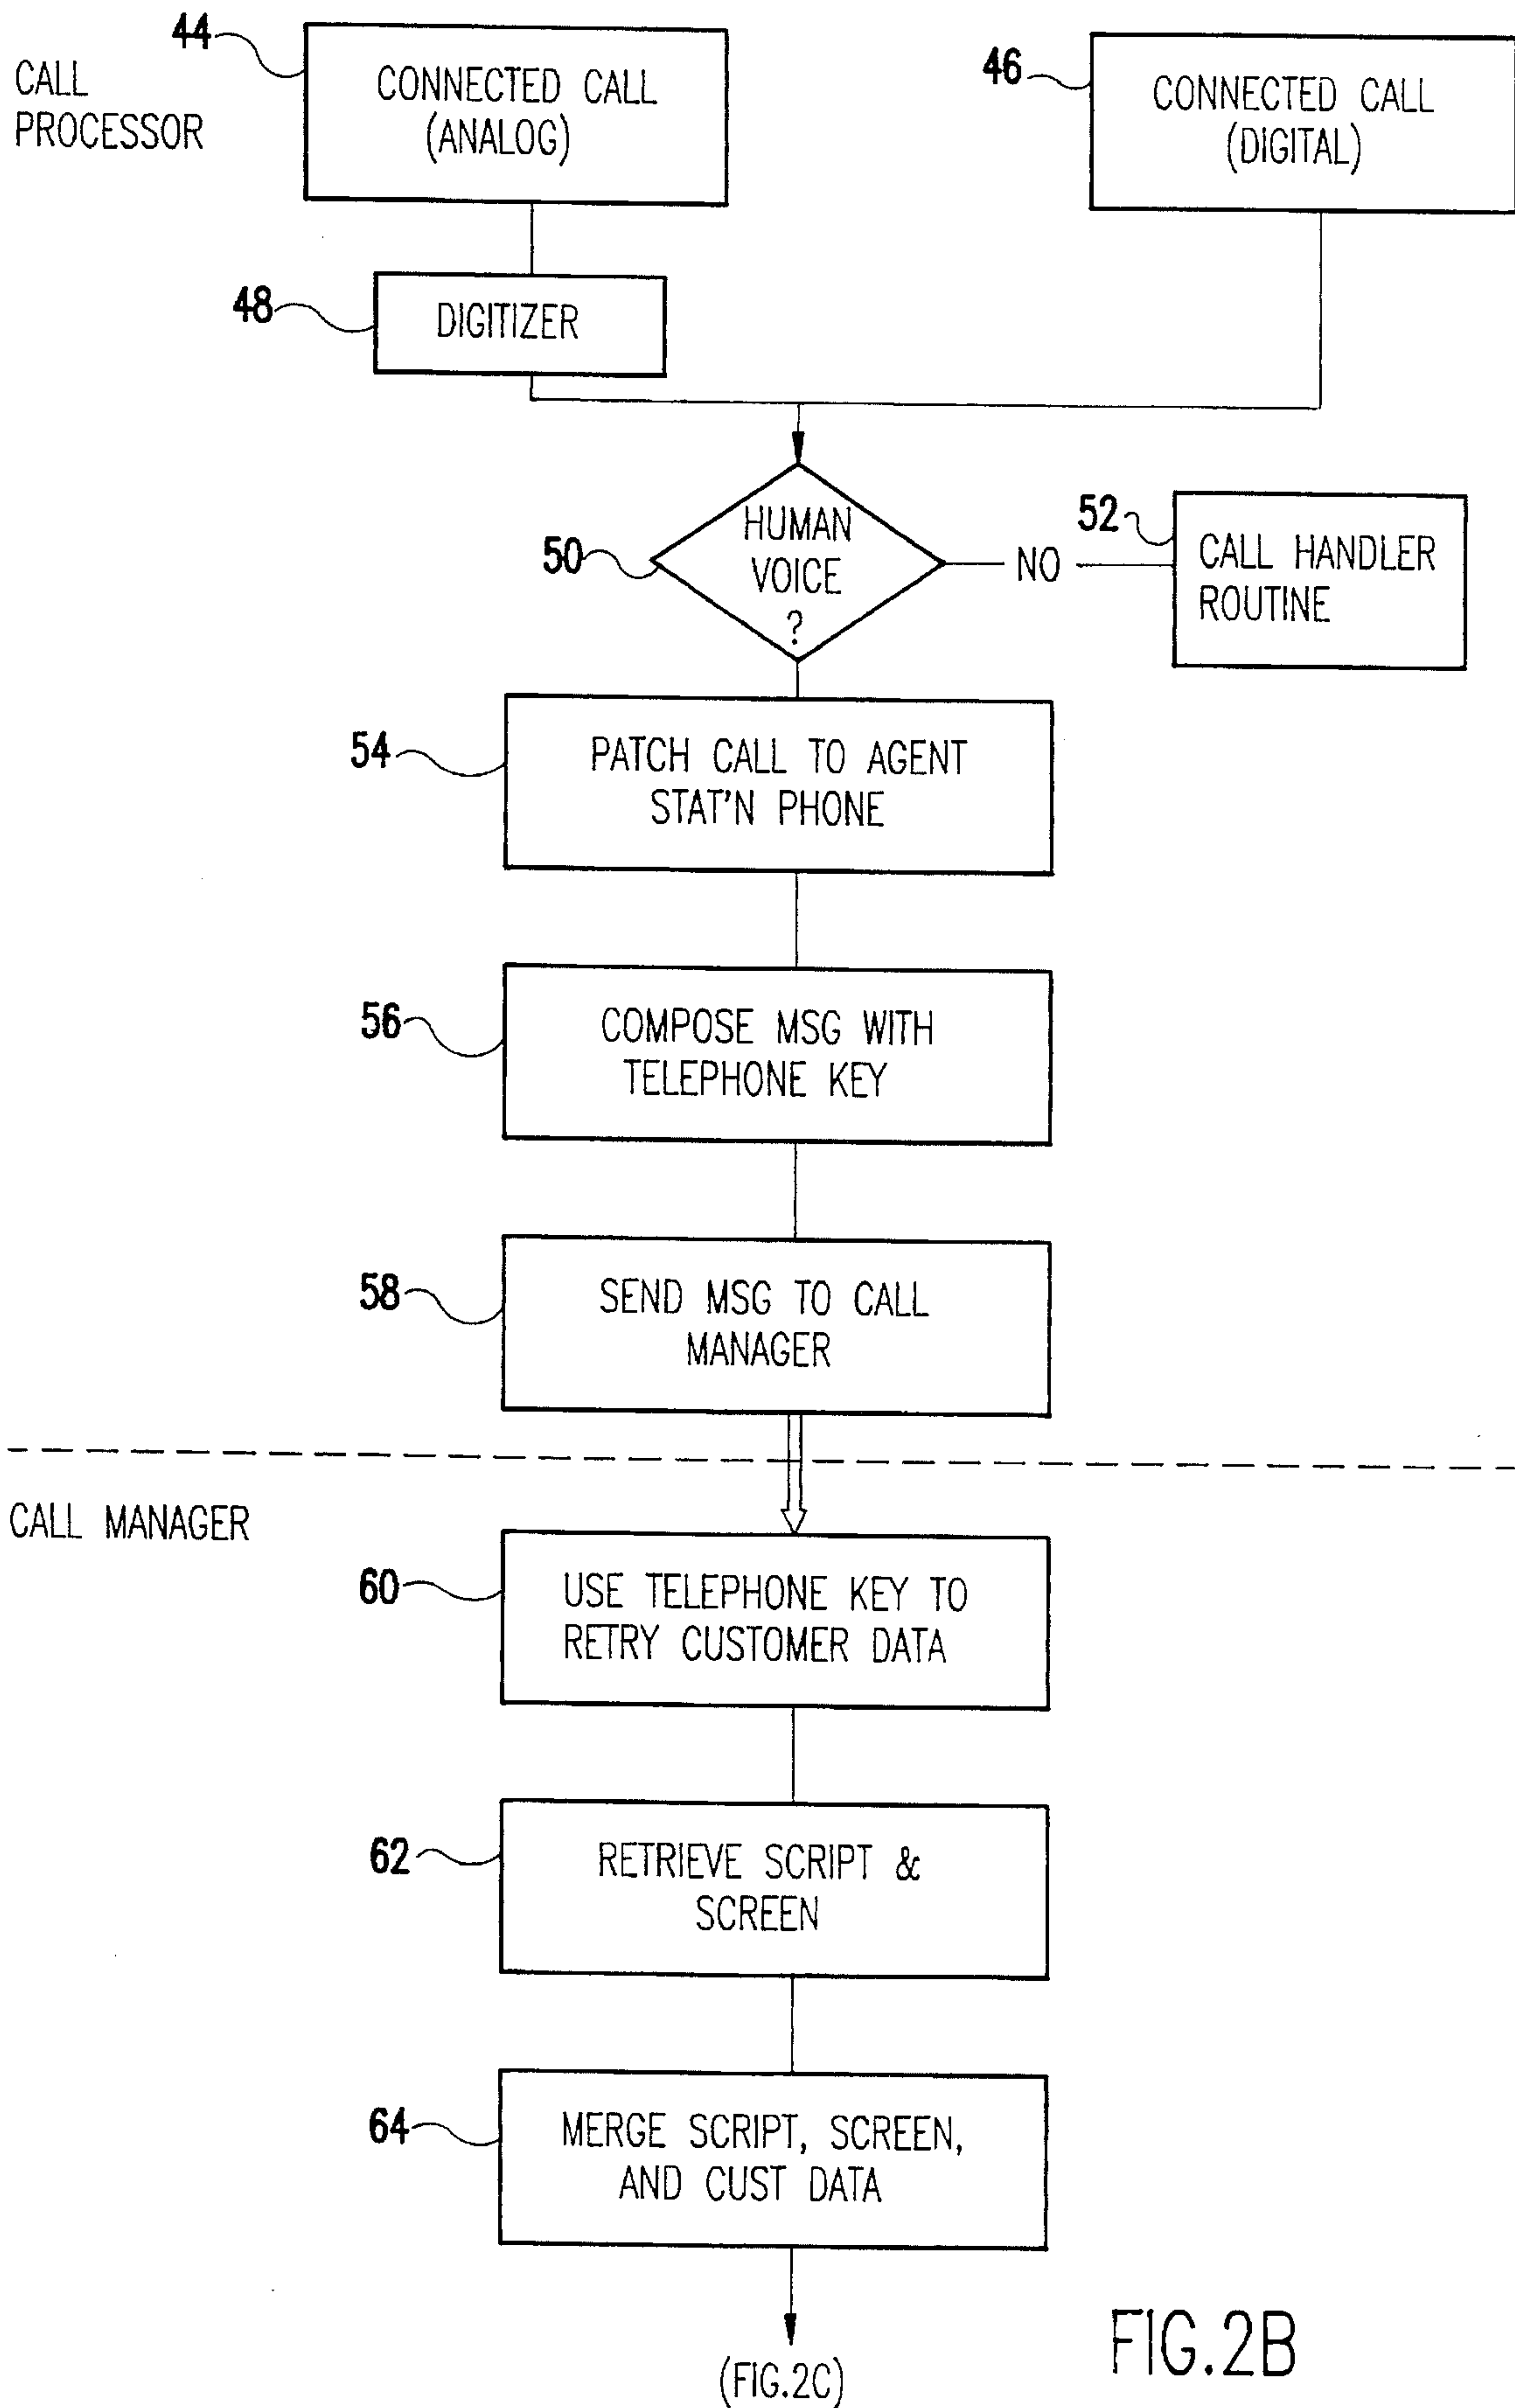 44
CALL
PROCESSOR
CONNECTED CALL
(ANALOG)
46
CONNECTED CALL
(DIGITAL)
48
DIGITIZER
50
HUMAN
VOICE
?
NO
52
CALL HANDLER
ROUTINE
54
PATCH CALL TO AGENT
STAT'N PHONE
56
COMPOSE MSG WITH
TELEPHONE KEY
58
SEND MSG TO CALL
MANAGER
CALL MANAGER
60
USE TELEPHONE KEY TO
RETRY CUSTOMER DATA
62
RETRIEVE SCRIPT &
SCREEN
64
MERGE SCRIPT, SCREEN,
AND CUST DATA
(FIG.2C)
FIG.2B